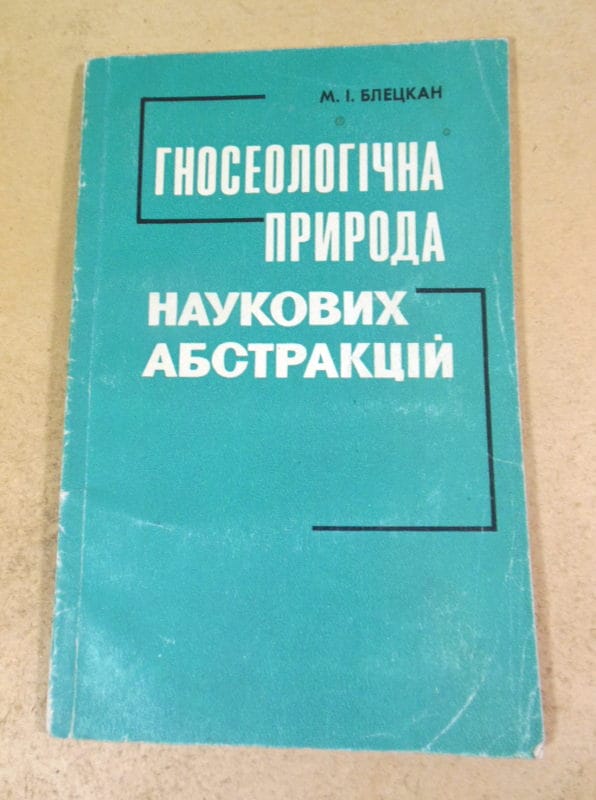 М. І. БЛЕЦКАН
ГНОСЕОЛОГІЧНА
ПРИРОДА
НАУКОВИХ
АБСТРАКЦІЙ